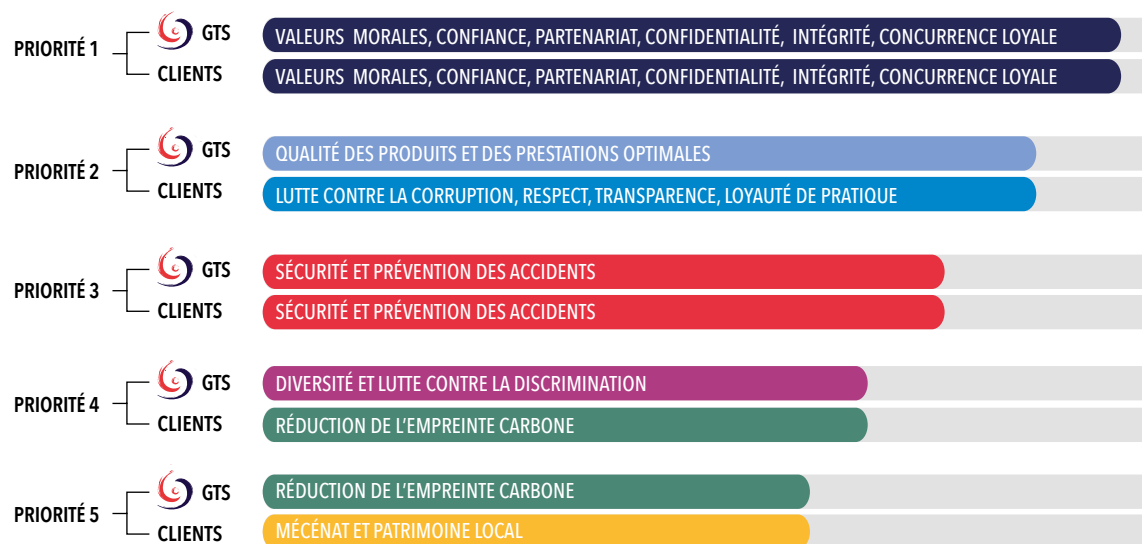 PRIORITÉ 1
GTS
VALEURS MORALES, CONFIANCE, PARTENARIAT, CONFIDENTIALITÉ, INTÉGRITÉ, CONCURRENCE LOYALE
CLIENTS
VALEURS MORALES, CONFIANCE, PARTENARIAT, CONFIDENTIALITÉ, INTÉGRITÉ, CONCURRENCE LOYALE
PRIORITÉ 2
GTS
QUALITÉ DES PRODUITS ET DES PRESTATIONS OPTIMALES
CLIENTS
LUTTE CONTRE LA CORRUPTION, RESPECT, TRANSPARENCE, LOYAUTÉ DE PRATIQUE
PRIORITÉ 3
GTS
SÉCURITÉ ET PRÉVENTION DES ACCIDENTS
CLIENTS
SÉCURITÉ ET PRÉVENTION DES ACCIDENTS
PRIORITÉ 4
GTS
DIVERSITÉ ET LUTTE CONTRE LA DISCRIMINATION
CLIENTS
RÉDUCTION DE L'EMPREINTE CARBONE
PRIORITÉ 5
GTS
RÉDUCTION DE L'EMPREINTE CARBONE
CLIENTS
MÉCÉNAT ET PATRIMOINE LOCAL